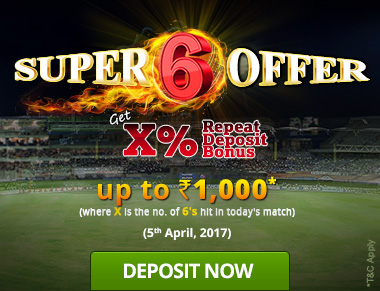 SUPER 6 OFFER
Get
X% Repeat
Deposit
Bonus
up to ₹1,000*
(where X is the no. of 6's hit in today's match)
(5th April, 2017)
DEPOSIT NOW
*T&C Apply